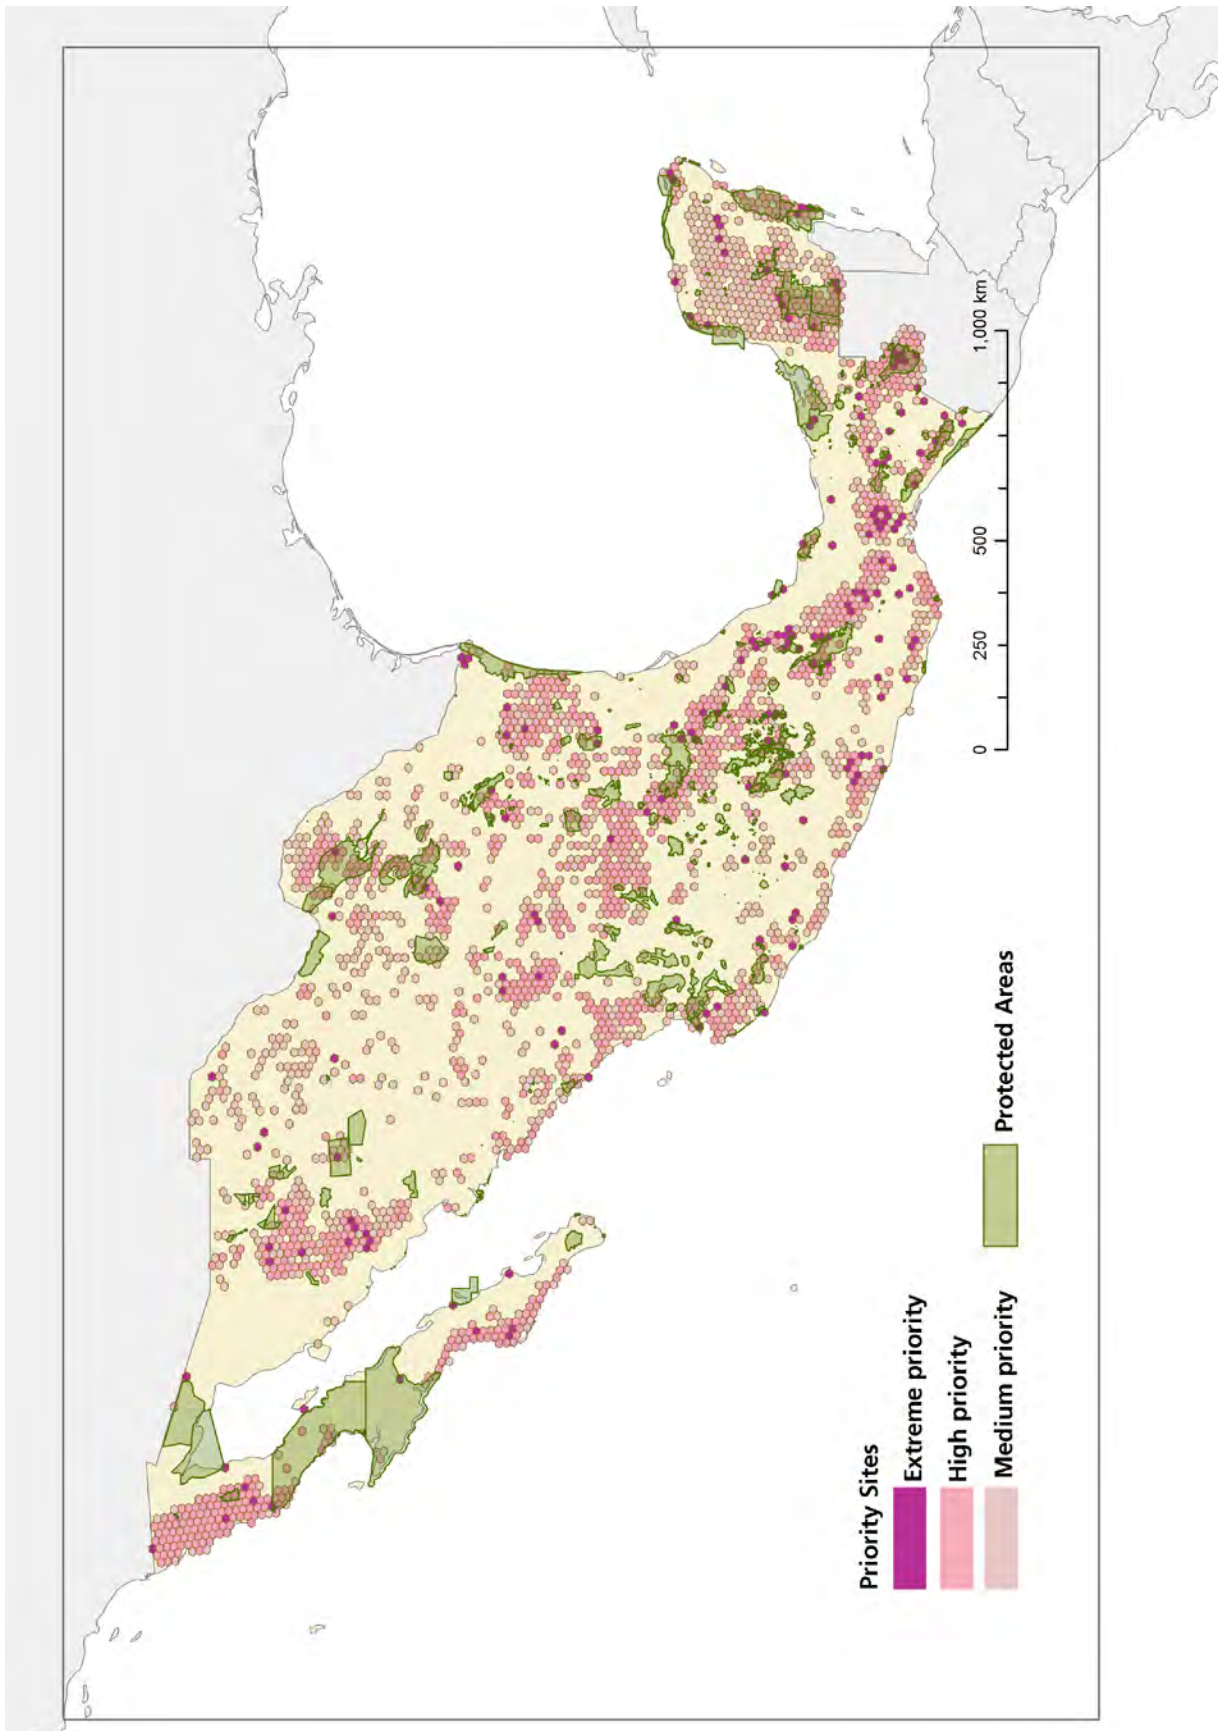 Priority Sites
Extreme priority
High priority
Medium priority
Protected Areas
0 250 500 1,000 km